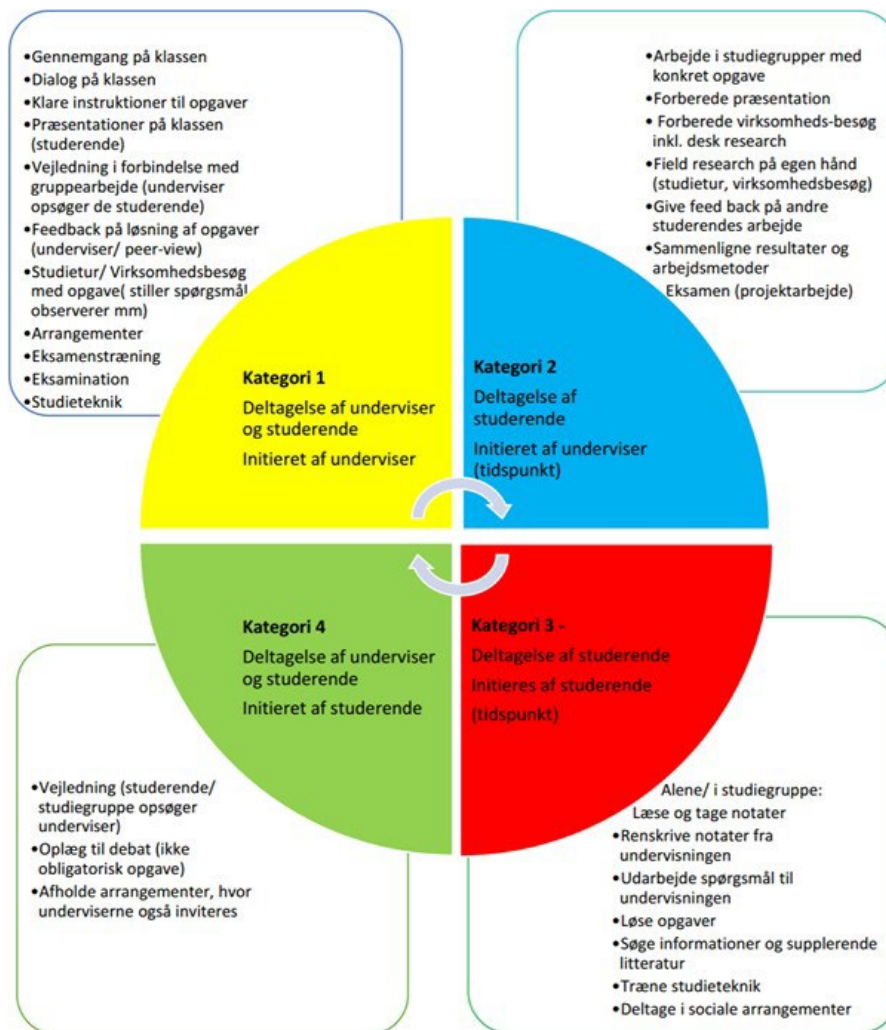 •Gennemgang på klassen
•Dialog på klassen
•Klare instruktioner til opgaver
•Præsentationer på klassen
(studerende)
•Vejledning i forbindelse med
gruppearbejde (underviser
opsøger de studerende)
•Feedback på løsning af opgaver
(underviser/ peer-view)
•Studietur/ Virksomhedsbesøg
med opgave( stiller spørgsmål
observerer mm)
•Arrangementer
•Eksamenstræning
•Eksamination
•Studieteknik
•Arbejde i studiegrupper med
konkret opgave
•Forberede præsentation
• Forberede virksomheds-besøg
inkl. desk research
•Field research på egen hånd
(studietur, virksomhedsbesøg)
•Give feed back på andre
studerendes arbejde
•Sammenligne resultater og
arbejdsmetoder
Eksamen (projektarbejde)
Kategori 1
Deltagelse af underviser
og studerende
Initieret af underviser
Kategori 2
Deltagelse af
studerende
Initieret af underviser
(tidspunkt)
Kategori 4
Deltagelse af underviser
og studerende
Initieret af studerende
Kategori 3 -
Deltagelse af studerende
Initieres af studerende
(tidspunkt)
•Vejledning (studerende/
studiegruppe opsøger
underviser)
•Oplæg til debat (ikke
obligatorisk opgave)
•Afholde arrangementer, hvor
underviserne også inviteres
Alene/ i studiegruppe:
Læse og tage notater
•Renskrive notater fra
undervisningen
•Udarbejde spørgsmål til
undervisningen
•Løse opgaver
•Søge informationer og supplerende
litteratur
•Træne studieteknik
•Deltage i sociale arrangementer